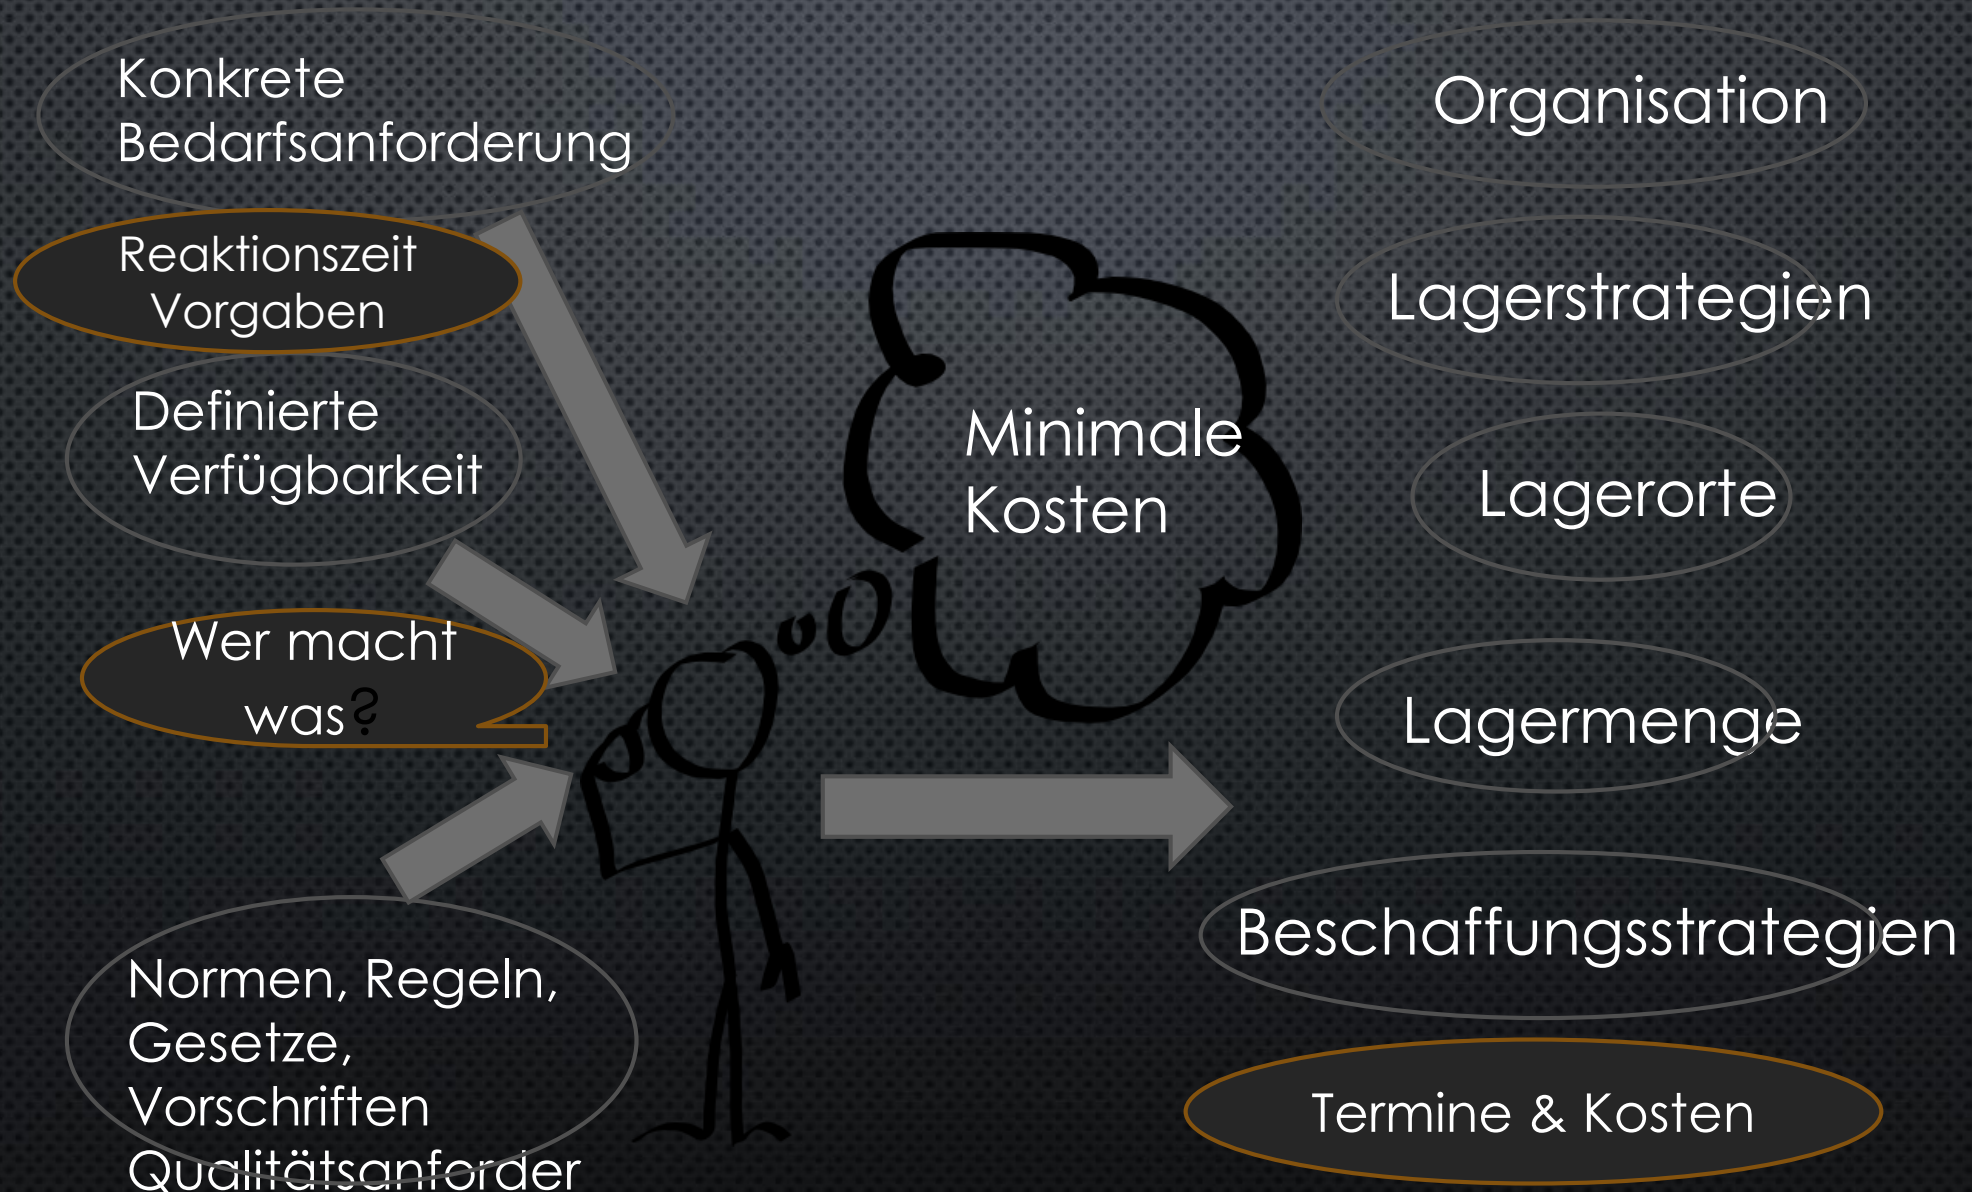 Konkrete
Bedarfsanforderung
Reaktionszeit
Vorgaben
Definierte
Verfügbarkeit
Wer macht
was?
Normen, Regeln,
Gesetze,
Vorschriften
Qualitätsanforder
Minimale
Kosten
Organisation
Lagerstrategien
Lagerorte
Lagermenge
Beschaffungsstrategien
Termine & Kosten